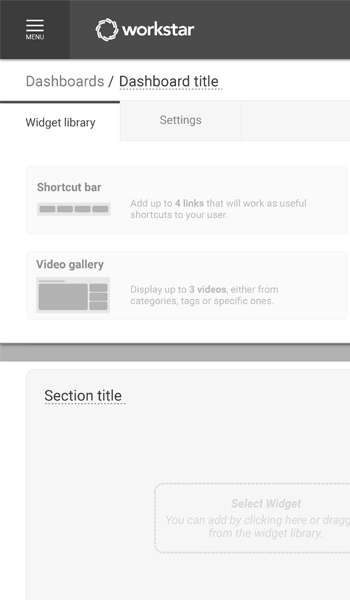 MENU
workstar
Dashboards / Dashboard title
Widget library
Settings
Shortcut bar
Add up to 4 links that will work as useful
shortcuts to your user.
Video gallery
Display up to 3 videos, either from
categories, tags or specific ones.
Section title
Select Widget
You can add by clicking here or dragg
from the widget library.